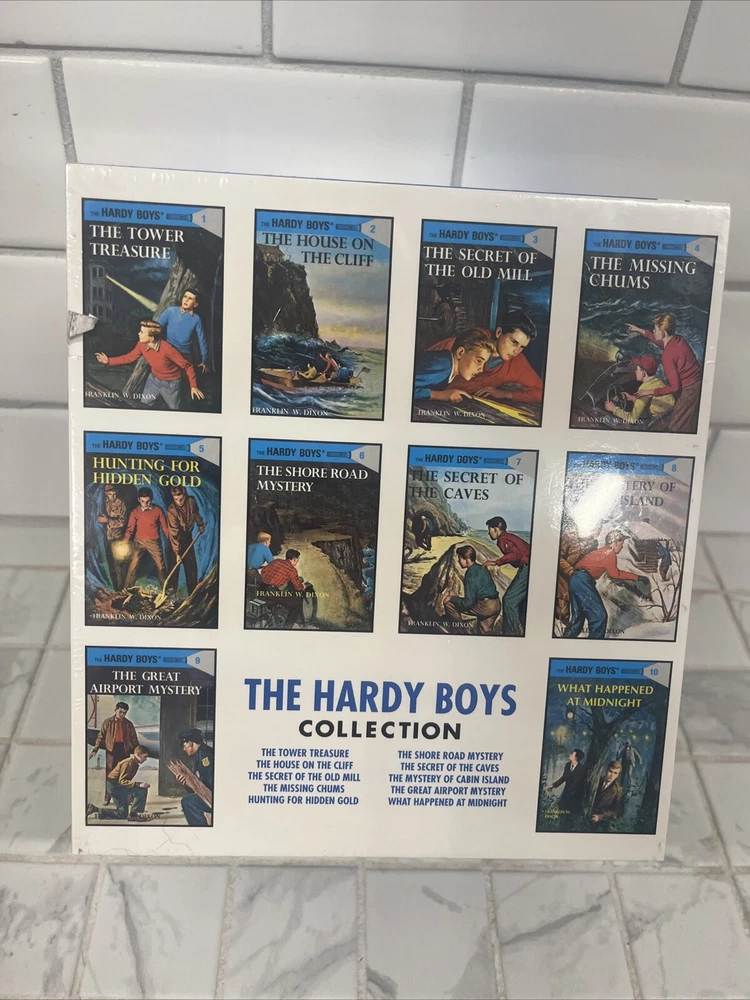 THE HARDY BOYS® 1
THE TOWER
TREASURE
FRANKLIN W. DIXON
THE HARDY BOYS® 2
THE HOUSE ON
THE CLIFF
FRANKLIN W. DIXON
THE HARDY BOYS® 3
THE SECRET OF
THE OLD MILL
FRANKLIN W. DIXON
THE HARDY BOYS® 4
THE MISSING
CHUMS
FRANKLIN W. DIXON
THE HARDY BOYS® 5
HUNTING FOR
HIDDEN GOLD
FRANKLIN W. DIXON
THE HARDY BOYS® 6
THE SHORE ROAD
MYSTERY
FRANKLIN W. DIXON
THE HARDY BOYS® 7
THE SECRET OF
THE CAVES
FRANKLIN W. DIXON
THE HARDY BOYS® 8
OF
ISLAND
DIXON
THE HARDY BOYS® 9
THE GREAT
AIRPORT MYSTERY
THE HARDY BOYS® 10
WHAT HAPPENED
AT MIDNIGHT
FRANKLIN W.
DIXON
THE HARDY BOYS
COLLECTION
THE TOWER TREASURE
THE HOUSE ON THE CLIFF
THE SECRET OF THE OLD MILL
THE MISSING CHUMS
HUNTING FOR HIDDEN GOLD
THE SHORE ROAD MYSTERY
THE SECRET OF THE CAVES
THE MYSTERY OF CABIN ISLAND
THE GREAT AIRPORT MYSTERY
WHAT HAPPENED AT MIDNIGHT